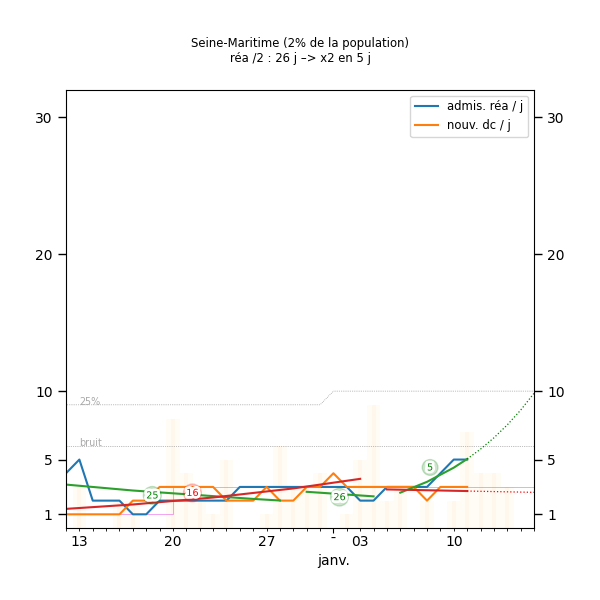 Seine-Maritime (2% de la population)
réa /2 : 26 j –> x2 en 5 j
admis. réa / j
nouv. dc / j
30 30
20 20
10 10
25%
bruit
5 5
5
25 16 26
1 1
13 20 27 - 03 10
janv.